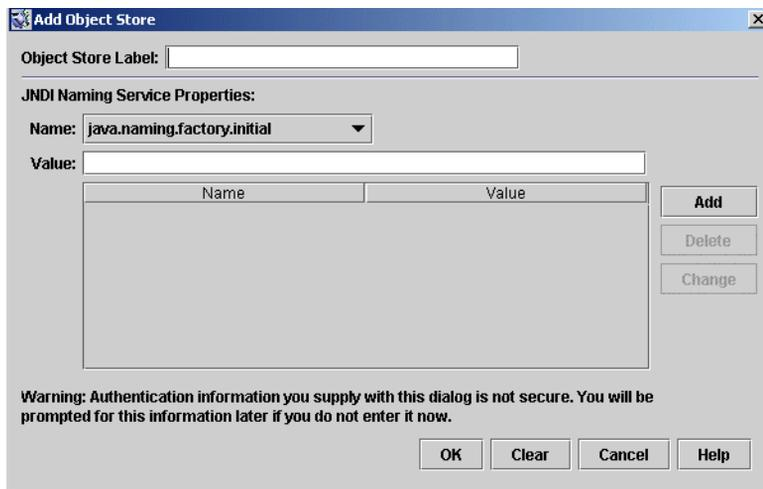 Add Object Store
Object Store Label:
JNDI Naming Service Properties:
Name: java.naming.factory.initial
Value:
Name Value
Add
Delete
Change
Warning: Authentication information you supply with this dialog is not secure. You will be
prompted for this information later if you do not enter it now.
OK Clear Cancel Help